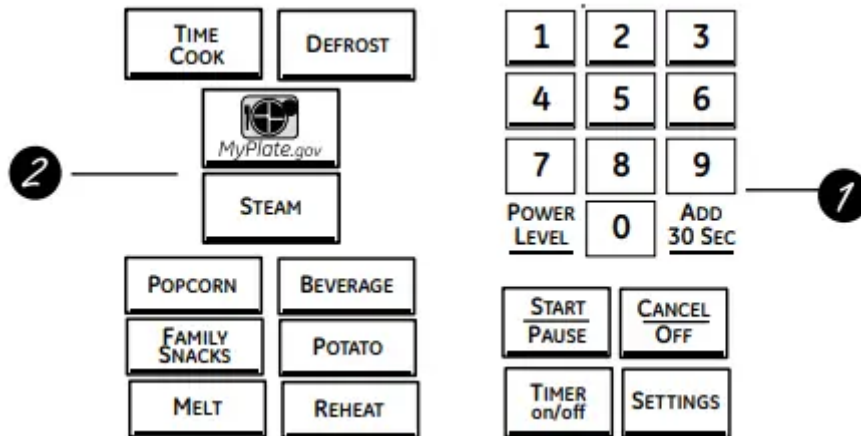 TIME
COOK
DEFROST
MyPlate.gov
STEAM
POPCORN
BEVERAGE
FAMILY
SNACKS
POTATO
MELT
REHEAT
2
1
2
3
4
5
6
7
8
9
POWER
LEVEL
0
ADD
30 SEC
START
PAUSE
CANCEL
OFF
TIMER
on/off
SETTINGS
1